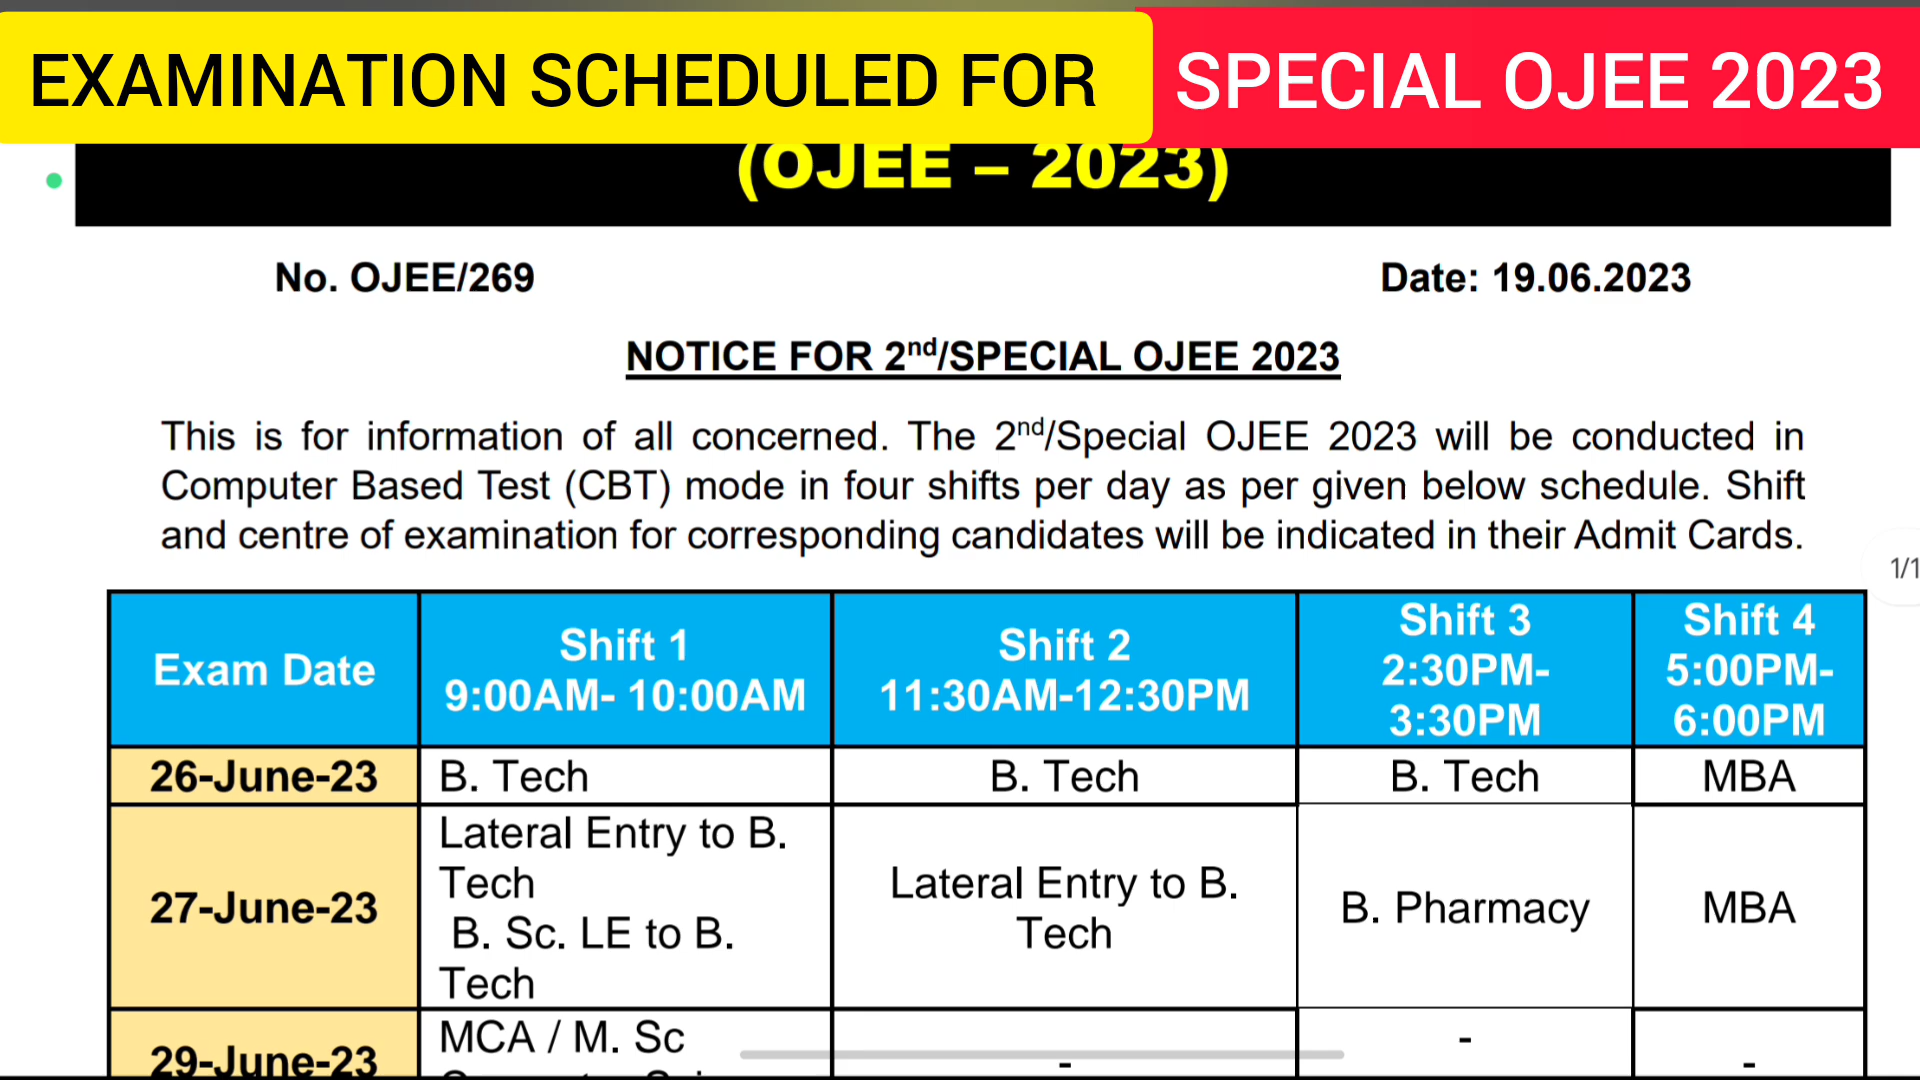 EXAMINATION SCHEDULED FOR SPECIAL OJEE 2023
(OJEE – 2023)
No. OJEE/269 Date: 19.06.2023
NOTICE FOR 2nd/SPECIAL OJEE 2023
This is for information of all concerned. The 2nd/Special OJEE 2023 will be conducted in
Computer Based Test (CBT) mode in four shifts per day as per given below schedule. Shift
and centre of examination for corresponding candidates will be indicated in their Admit Cards.
1/1
Exam Date
Shift 1
9:00AM- 10:00AM
Shift 2
11:30AM-12:30PM
Shift 3
2:30PM-
3:30PM
Shift 4
5:00PM-
6:00PM
26-June-23
B. Tech
B. Tech
B. Tech
MBA
27-June-23
Lateral Entry to B.
Tech
B. Sc. LE to B.
Tech
Lateral Entry to B.
Tech
B. Pharmacy
MBA
29-June-23
MCA / M. Sc
-
-
-